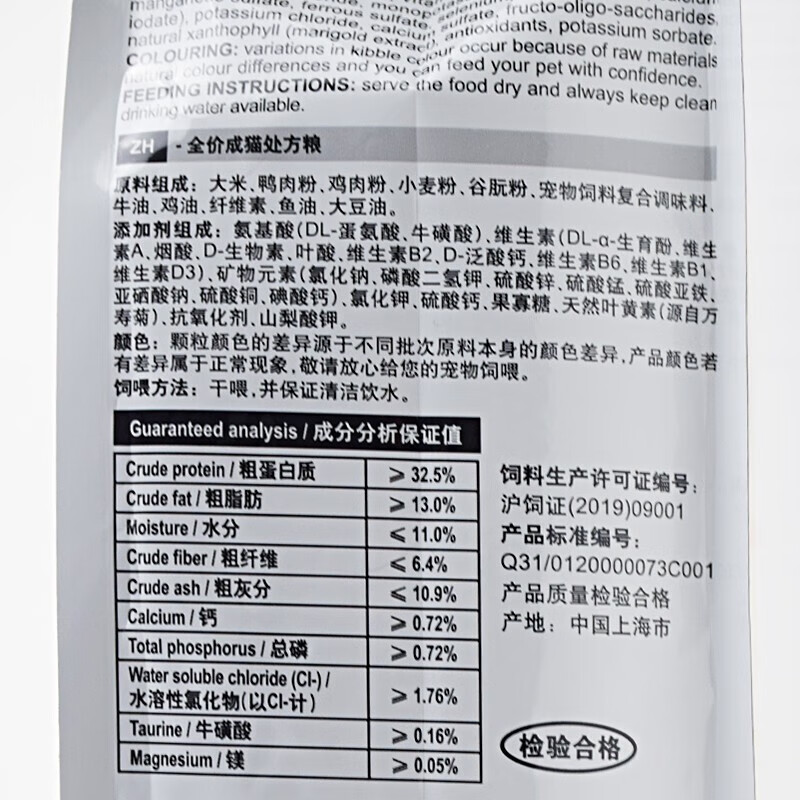 manganese sulfate, ferrous sulfate,
iodate), potassium chloride, calcium sulfate, fructo-oligo-saccharides,
natural xanthophyll (marigold extract), antioxidants, potassium sorbate.
COLOURING: variations in kibble colour occur because of raw materials
natural colour differences and you can feed your pet with confidence.
FEEDING INSTRUCTIONS: serve the food dry and always keep clean
drinking water available.
ZH - 全价成猫处方粮
原料组成：大米、鸭肉粉、鸡肉粉、小麦粉、谷朊粉、宠物饲料复合调味料、
牛油、鸡油、纤维素、鱼油、大豆油。
添加剂组成：氨基酸(DL-蛋氨酸、牛磺酸)、维生素(DL-α-生育酚、维生
素A、烟酸、D-生物素、叶酸、维生素B2、D-泛酸钙、维生素B6、维生素B1、
维生素D3)、矿物元素(氯化钠、磷酸二氢钾、硫酸锌、硫酸锰、硫酸亚铁、
亚硒酸钠、硫酸铜、碘酸钙)、氯化钾、硫酸钙、果寡糖、天然叶黄素(源自万
寿菊)、抗氧化剂、山梨酸钾。
颜色：颗粒颜色的差异源于不同批次原料本身的颜色差异,产品颜色若
有差异属于正常现象,敬请放心给您的宠物饲喂。
饲喂方法：干喂,并保证清洁饮水。
Guaranteed analysis / 成分分析保证值
Crude protein / 粗蛋白质 ⩾ 32.5%
Crude fat / 粗脂肪 ⩾ 13.0%
Moisture / 水分 ⩽ 11.0%
Crude fiber / 粗纤维 ⩽ 6.4%
Crude ash / 粗灰分 ⩽ 10.9%
Calcium / 钙 ⩾ 0.72%
Total phosphorus / 总磷 ⩾ 0.72%
Water soluble chloride (Cl-) /
水溶性氯化物(以Cl-计) ⩾ 1.76%
Taurine / 牛磺酸 ⩾ 0.16%
Magnesium / 镁 ⩾ 0.05%
饲料生产许可证编号：
沪饲证(2019)09001
产品标准编号：
Q31/0120000073C001
产品质量检验合格
产地：中国上海市
检验合格